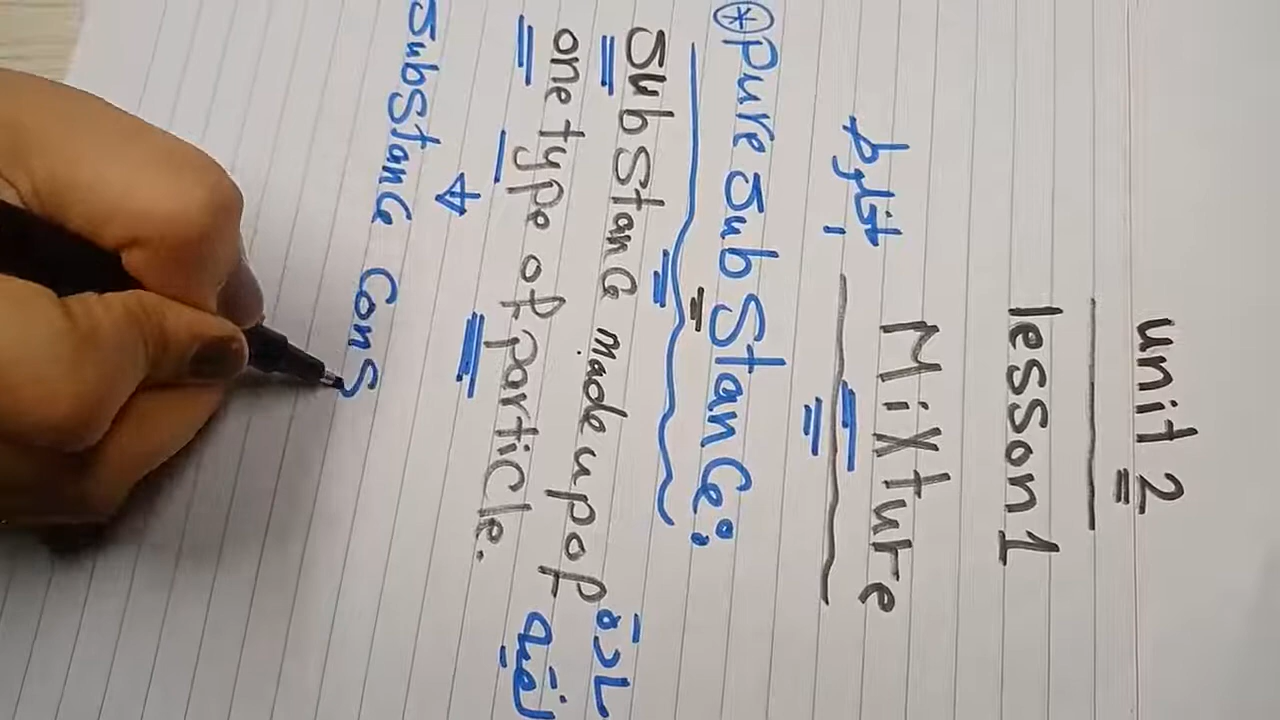 unit 2
lesson 1
Mixture
مخاليط
* Pure Substance:
Substance made up of مادة
one type of particle. نقية
Substance Cons